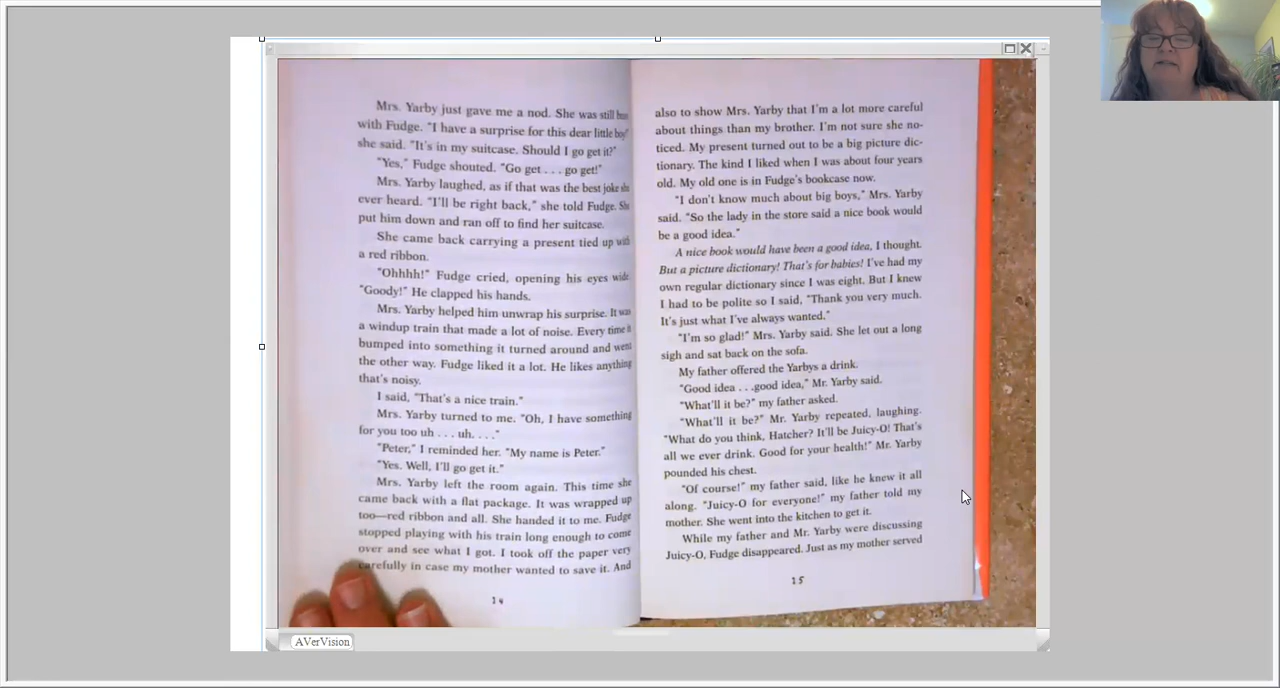 Mrs. Yarby just gave me a nod. She was still
with Fudge. "I have a surprise for this dear little boy"
she said. "It's in my suitcase. Should I go get it?"
"Yes," Fudge shouted. "Go get . . . go get!"
Mrs. Yarby laughed, as if that was the best joke she
ever heard. "I'll be right back," she told Fudge. She
put him down and ran off to find her suitcase.
She came back carrying a present tied up with
a red ribbon.
"Ohhhh!" Fudge cried, opening his eyes wide.
"Goody!" He clapped his hands.
Mrs. Yarby helped him unwrap his surprise. It was
a windup train that made a lot of noise. Every time it
bumped into something it turned around and went
the other way. Fudge liked it a lot. He likes anything
that's noisy.
I said, "That's a nice train."
Mrs. Yarby turned to me. "Oh, I have something
for you too uh . . . uh. . . ."
"Peter," I reminded her. "My name is Peter."
"Yes. Well, I'll go get it."
Mrs. Yarby left the room again. This time she
came back with a flat package. It was wrapped up
too—red ribbon and all. She handed it to me. Fudge
stopped playing with his train long enough to come
over and see what I got. I took off the paper very
carefully in case my mother wanted to save it. And
14
also to show Mrs. Yarby that I'm a lot more careful
about things than my brother. I'm not sure she no-
ticed. My present turned out to be a big picture dic-
tionary. The kind I liked when I was about four years
old. My old one is in Fudge's bookcase now.
"I don't know much about big boys," Mrs. Yarby
said. "So the lady in the store said a nice book would
be a good idea."
A nice book would have been a good idea, I thought.
But a picture dictionary! That's for babies! I've had my
own regular dictionary since I was eight. But I knew
I had to be polite so I said, "Thank you very much.
It's just what I've always wanted."
"I'm so glad!" Mrs. Yarby said. She let out a long
sigh and sat back on the sofa.
My father offered the Yarbys a drink.
"Good idea . . .good idea," Mr. Yarby said.
"What'll it be?" my father asked.
"What'll it be?" Mr. Yarby repeated, laughing.
"What do you think, Hatcher? It'll be Juicy-O! That's
all we ever drink. Good for your health!" Mr. Yarby
pounded his chest.
"Of course!" my father said, like he knew it all
along. "Juicy-O for everyone!" my father told my
mother. She went into the kitchen to get it.
While my father and Mr. Yarby were discussing
Juicy-O, Fudge disappeared. Just as my mother served
15
AVerVision